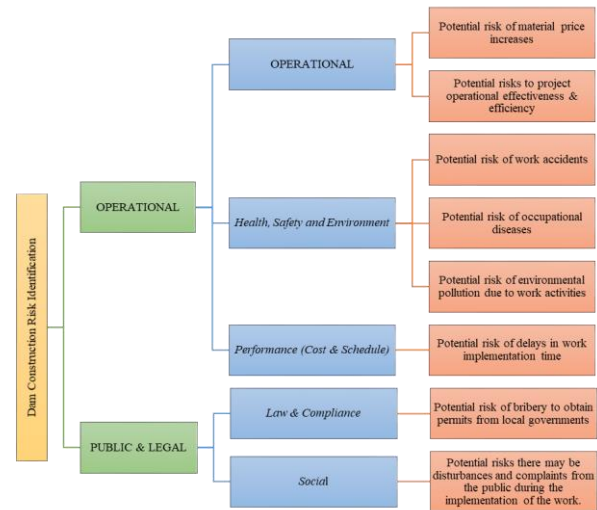 Dam Construction Risk Identification
OPERATIONAL
OPERATIONAL
Potential risk of material price
increases
Potential risks to project
operational effectiveness &
efficiency
Health, Safety and Environment
Potential risk of work accidents
Potential risk of occupational
diseases
Potential risk of environmental
pollution due to work activities
Performance (Cost & Schedule)
Potential risk of delays in work
implementation time
PUBLIC & LEGAL
Law & Compliance
Potential risk of bribery to obtain
permits from local governments
Social
Potential risks there may be
disturbances and complaints from
the public during the
implementation of the work.